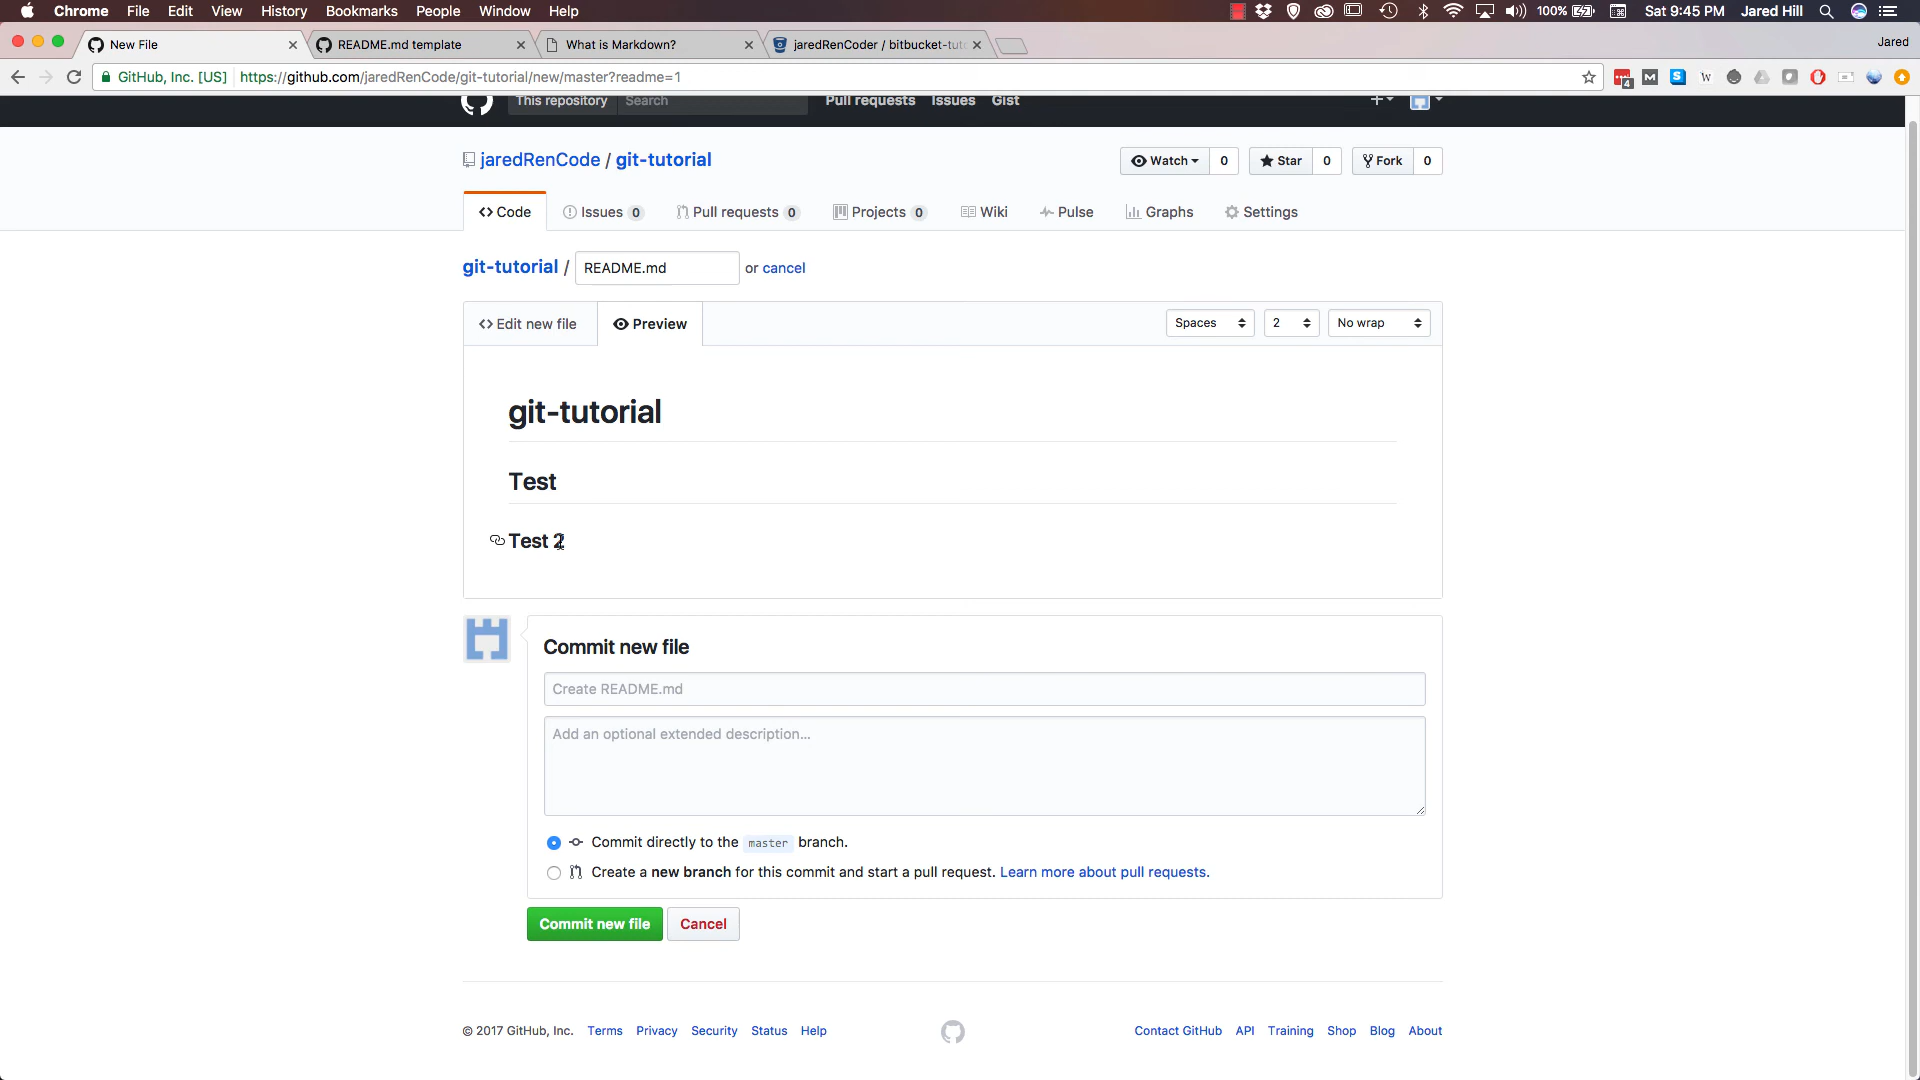 Chrome File Edit View History Bookmarks People Window Help 100% Sat 9:45 PM Jared Hill
New File README.md template What is Markdown? jaredRenCoder / bitbucket-tut Jared
GitHub, Inc. [US] https://github.com/jaredRenCode/git-tutorial/new/master?readme=1
This repository Search Pull requests Issues Gist
jaredRenCode / git-tutorial Watch 0 Star 0 Fork 0
Code Issues 0 Pull requests 0 Projects 0 Wiki Pulse Graphs Settings
git-tutorial / README.md or cancel
Edit new file Preview Spaces 2 No wrap
git-tutorial
Test
Test 2
Commit new file
Create README.md
Add an optional extended description...
Commit directly to the master branch.
Create a new branch for this commit and start a pull request. Learn more about pull requests.
Commit new file Cancel
© 2017 GitHub, Inc. Terms Privacy Security Status Help Contact GitHub API Training Shop Blog About